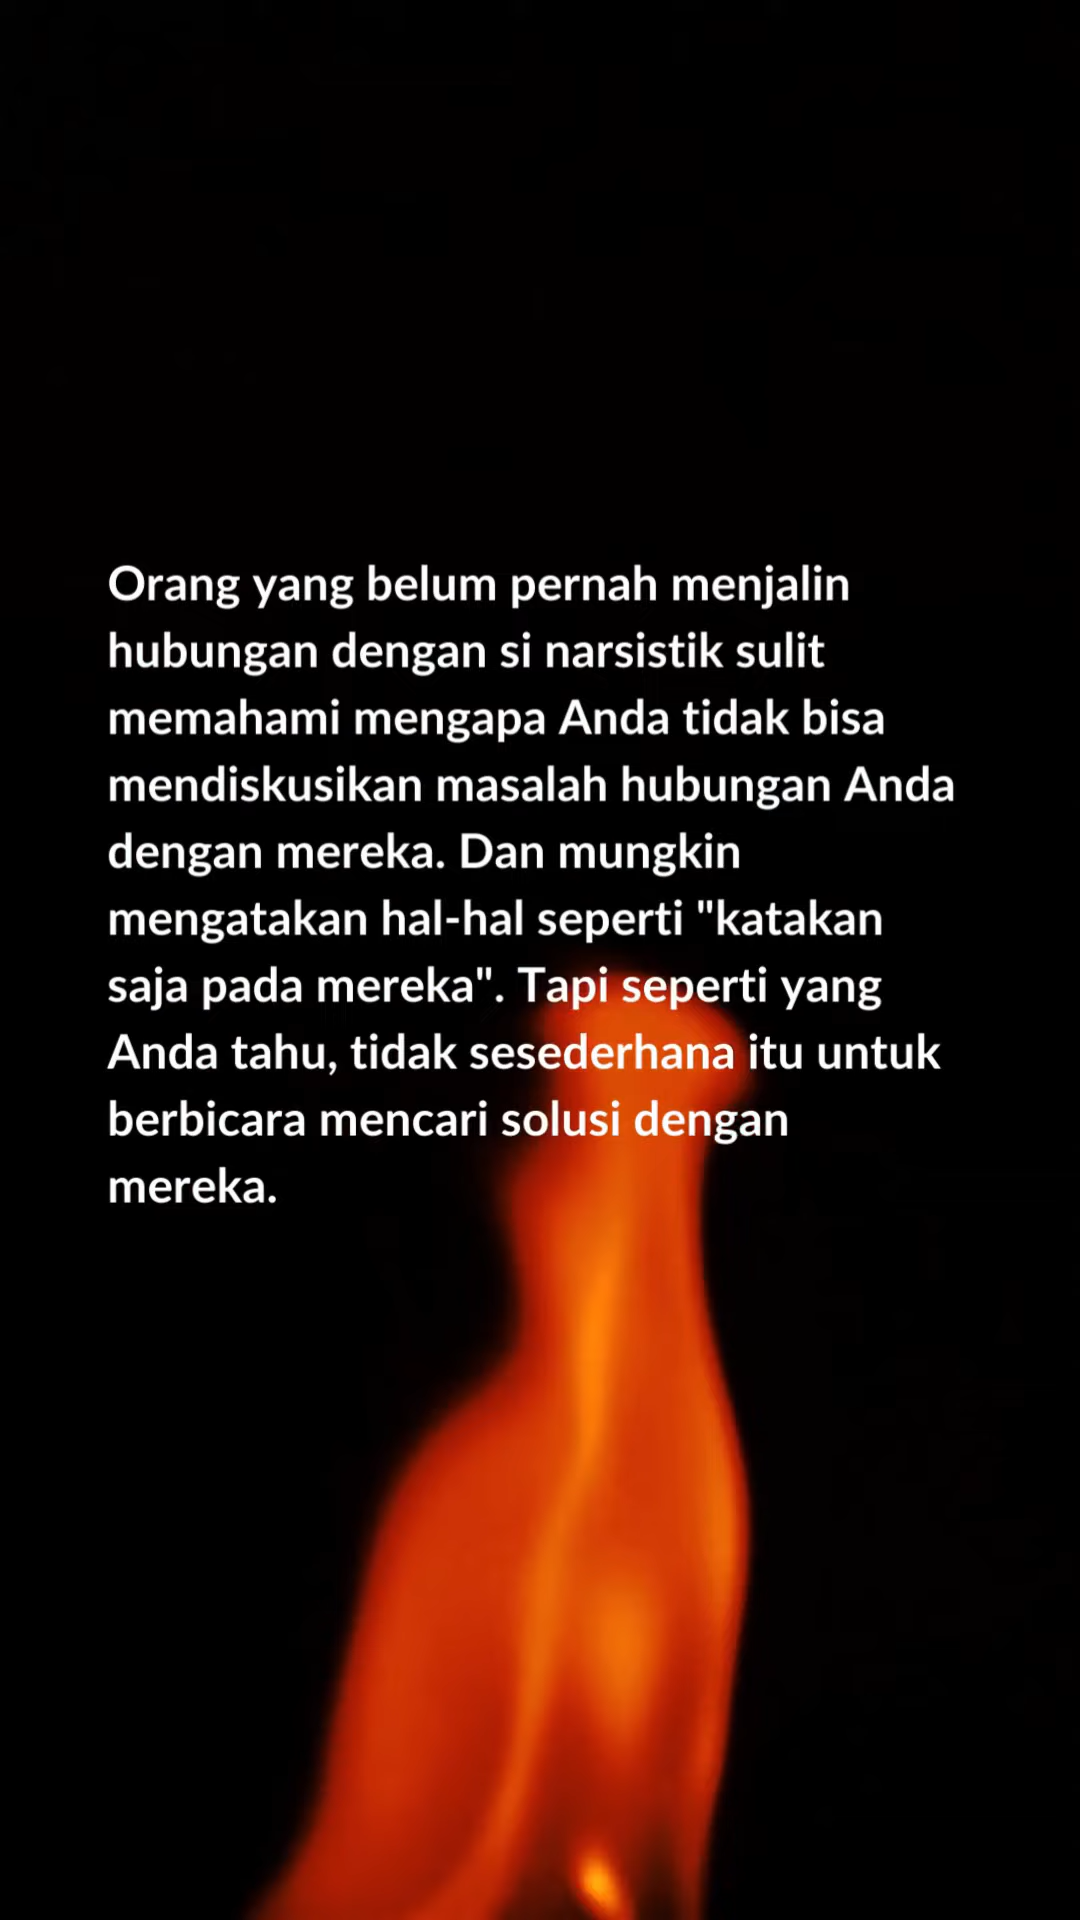 Orang yang belum pernah menjalin
hubungan dengan si narsistik sulit
memahami mengapa Anda tidak bisa
mendiskusikan masalah hubungan Anda
dengan mereka. Dan mungkin
mengatakan hal-hal seperti "katakan
saja pada mereka". Tapi seperti yang
Anda tahu, tidak sesederhana itu untuk
berbicara mencari solusi dengan
mereka.